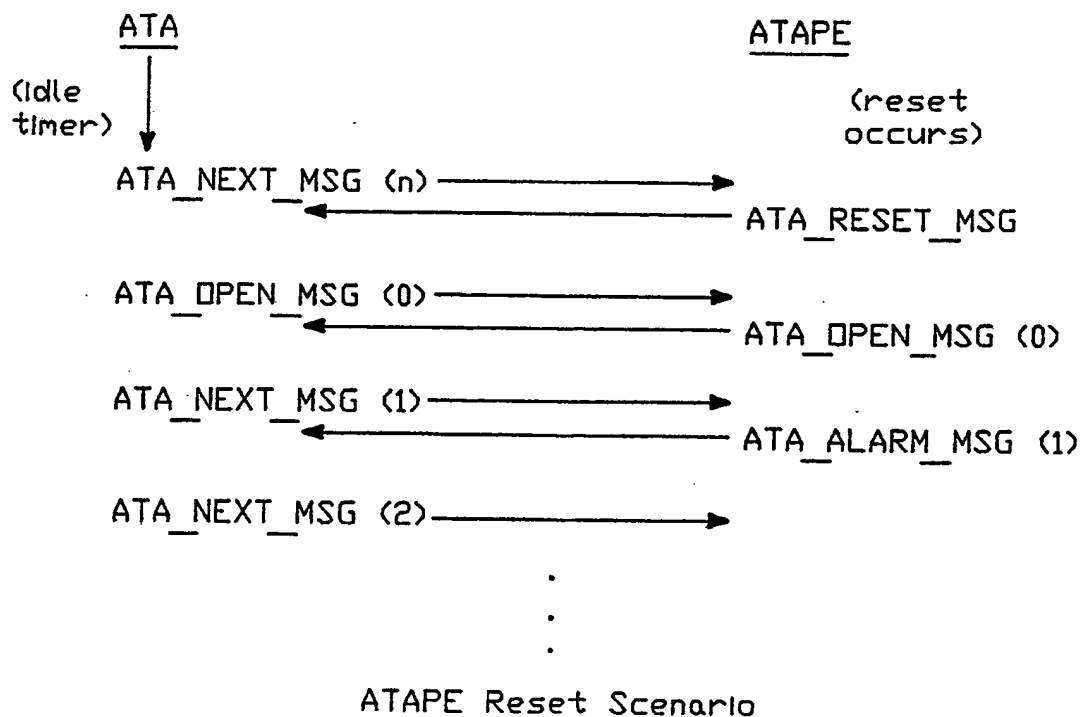 ATA
ATAPE
(idle
timer)
(reset
occurs)
ATA_NEXT_MSG (n)
ATA_RESET_MSG
ATA_OPEN_MSG (0)
ATA_OPEN_MSG (0)
ATA_NEXT_MSG (1)
ATA_ALARM_MSG (1)
ATA_NEXT_MSG (2)
ATAPE Reset Scenario